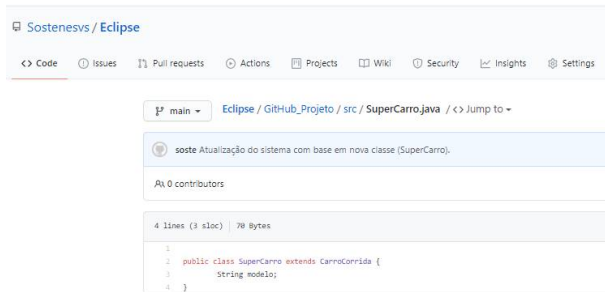 Sostenesvs / Eclipse
<> Code Issues Pull requests Actions Projects Wiki Security Insights Settings
main Eclipse / GitHub_Projeto / src / SuperCarro.java / <> Jump to
soste Atualização do sistema com base em nova classe (SuperCarro).
0 contributors
4 lines (3 sloc) 70 Bytes
1
2 public class SuperCarro extends CarroCorrida {
3 String modelo;
4 }